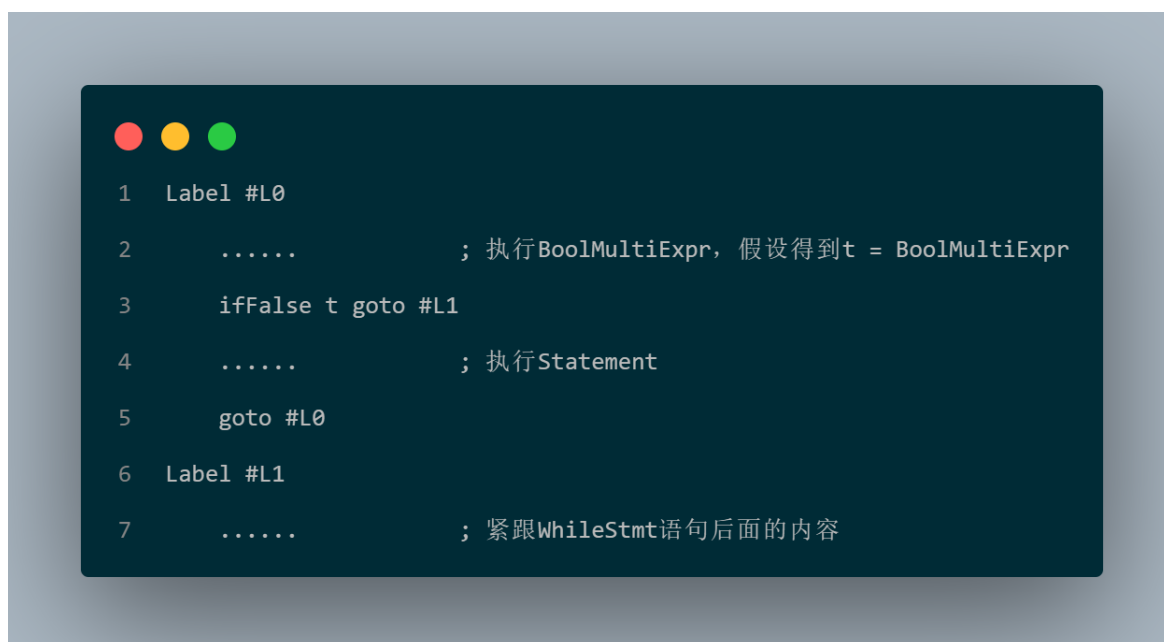 1 Label #L0
2 ...... ; 执行BoolMultiExpr，假设得到t = BoolMultiExpr
3 ifFalse t goto #L1
4 ...... ; 执行Statement
5 goto #L0
6 Label #L1
7 ...... ; 紧跟WhileStmt语句后面的内容